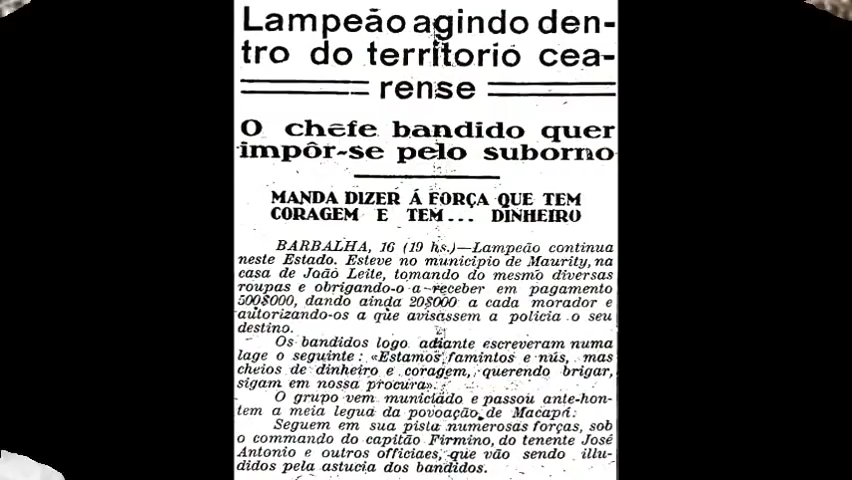 Lampeão agindo den-
tro do territorio cea-
rense
O chefe bandido quer
impôr-se pelo suborno
MANDA DIZER Á FORÇA QUE TEM
CORAGEM E TEM... DINHEIRO
BARBALHA, 16 (19 hs.)—Lampeão continua
neste Estado. Esteve no municipio de Maurity, na
casa de João Leite, tomando do mesmo diversas
roupas e obrigando-o a receber em pagamento
500$000, dando ainda 20$000 a cada morador e
autorizando-os a que avisassem a policia o seu
destino.
Os bandidos logo adiante escreveram numa
lage o seguinte: «Estamos famintos e nús, mas
cheios de dinheiro e coragem, querendo brigar,
sigam em nossa procura».
O grupo vem municiado e passou ante-hon-
tem a meia legua da povoação de Macapá:
Seguem em sua pista numerosas forças, sob
o commando do capitão Firmino, do tenente José
Antonio e outros officiaes, que vão sendo illu-
didos pela astucia dos bandidos.